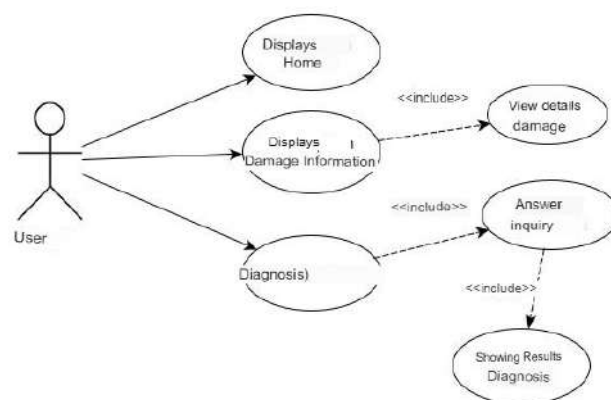 Displays
Home
<<include>>
View details
damage
Displays
Damage Information
User
<<include>>
Answer
inquiry
Diagnosis)
<<include>>
Showing Results
Diagnosis